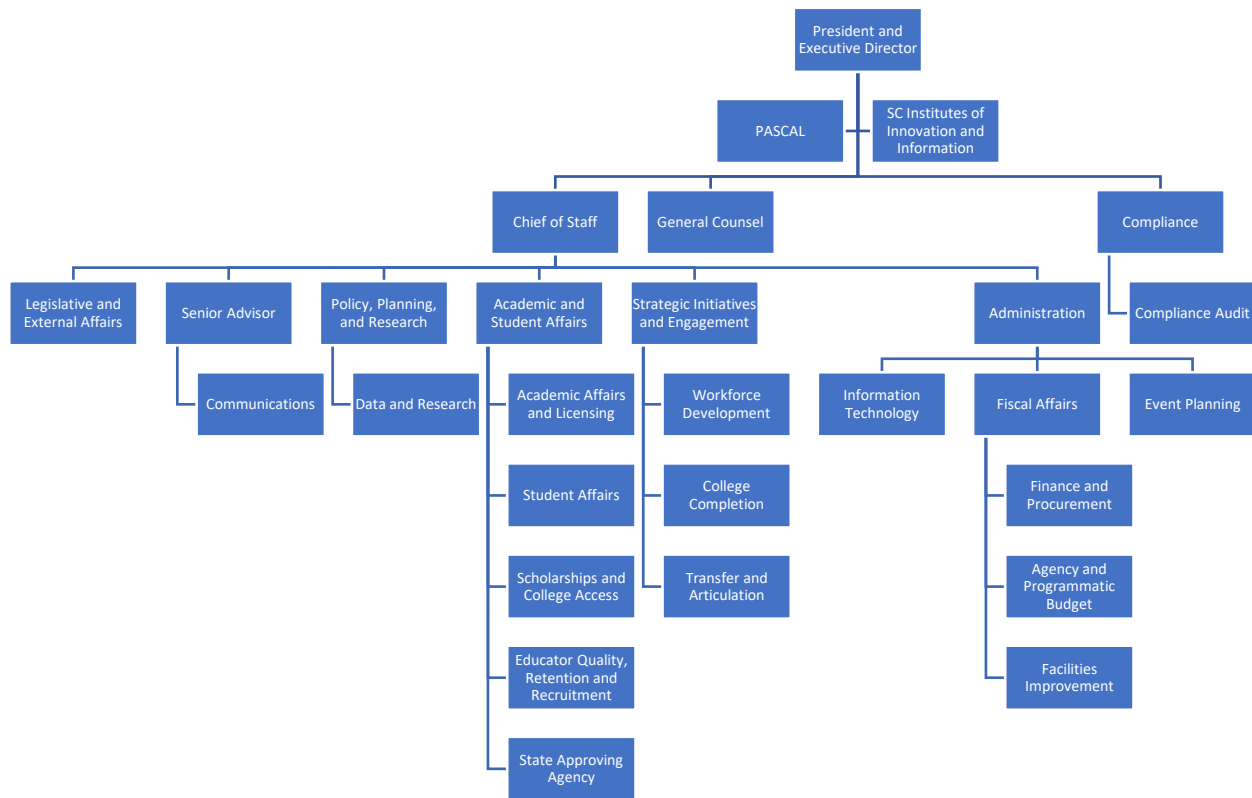 President and
Executive Director
PASCAL
SC Institutes of
Innovation and
Information
Chief of Staff
General Counsel
Compliance
Legislative and
External Affairs
Senior Advisor
Policy, Planning,
and Research
Academic and
Student Affairs
Strategic Initiatives
and Engagement
Administration
Compliance Audit
Communications
Data and Research
Academic Affairs
and Licensing
Workforce
Development
Information
Technology
Fiscal Affairs
Event Planning
Student Affairs
College
Completion
Finance and
Procurement
Scholarships and
College Access
Transfer and
Articulation
Agency and
Programmatic
Budget
Educator Quality,
Retention and
Recruitment
Facilities
Improvement
State Approving
Agency